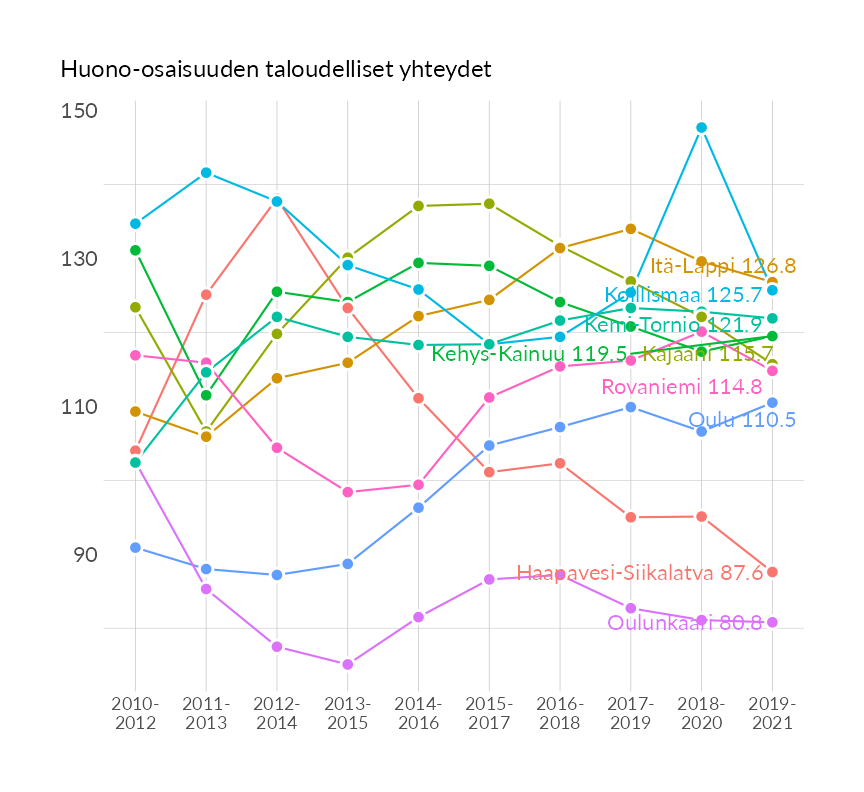 Huono-osaisuuden taloudelliset yhteydet
150
130
110
90
Itä-Lappi 126.8
Koillismaa 125.7
Kemi-Tornio 121.9
Kehys-Kainuu 119.5
Kajaani 115.7
Rovaniemi 114.8
Oulu 110.5
Haapavesi-Siikalatva 87.6
Oulunkaari 80.8
2010- 2011- 2012- 2013- 2014- 2015- 2016- 2017- 2018- 2019-
2012 2013 2014 2015 2016 2017 2018 2019 2020 2021